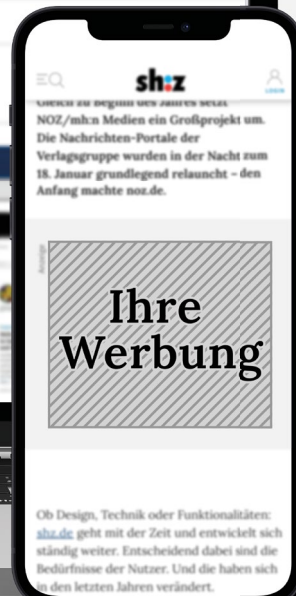 sh:z
LOGIN
Gleich zu Beginn des Jahres setzt
NOZ/mh:n Medien ein Großprojekt um.
Die Nachrichten-Portale der
Verlagsgruppe wurden in der Nacht zum
18. Januar grundlegend relauncht – den
Anfang machte noz.de.
Anzeige
Ihre
Werbung
Ob Design, Technik oder Funktionalitäten:
shz.de geht mit der Zeit und entwickelt sich
ständig weiter. Entscheidend dabei sind die
Bedürfnisse der Nutzer. Und die haben sich
in den letzten Jahren verändert.